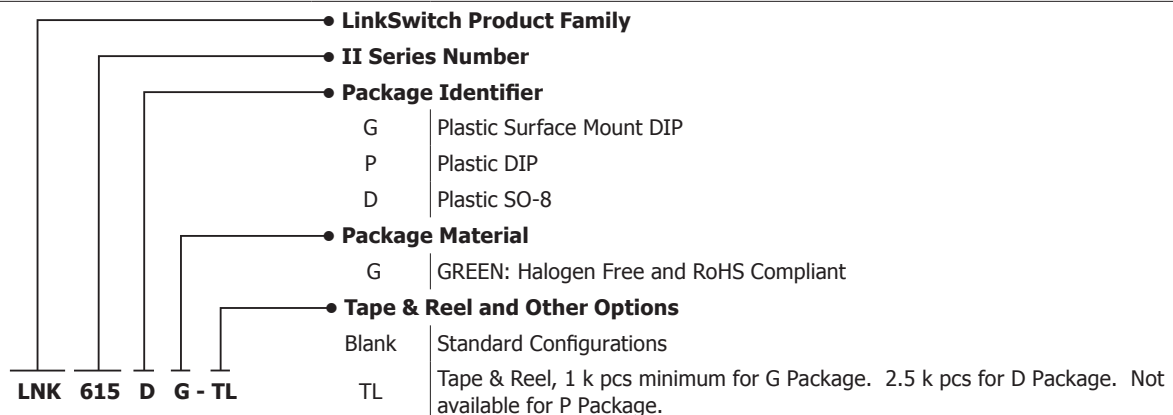 LinkSwitch Product Family
II Series Number
Package Identifier
G Plastic Surface Mount DIP
P Plastic DIP
D Plastic SO-8
Package Material
G GREEN: Halogen Free and RoHS Compliant
Tape & Reel and Other Options
Blank Standard Configurations
TL Tape & Reel, 1 k pcs minimum for G Package. 2.5 k pcs for D Package. Not
available for P Package.
LNK 615 D G - TL